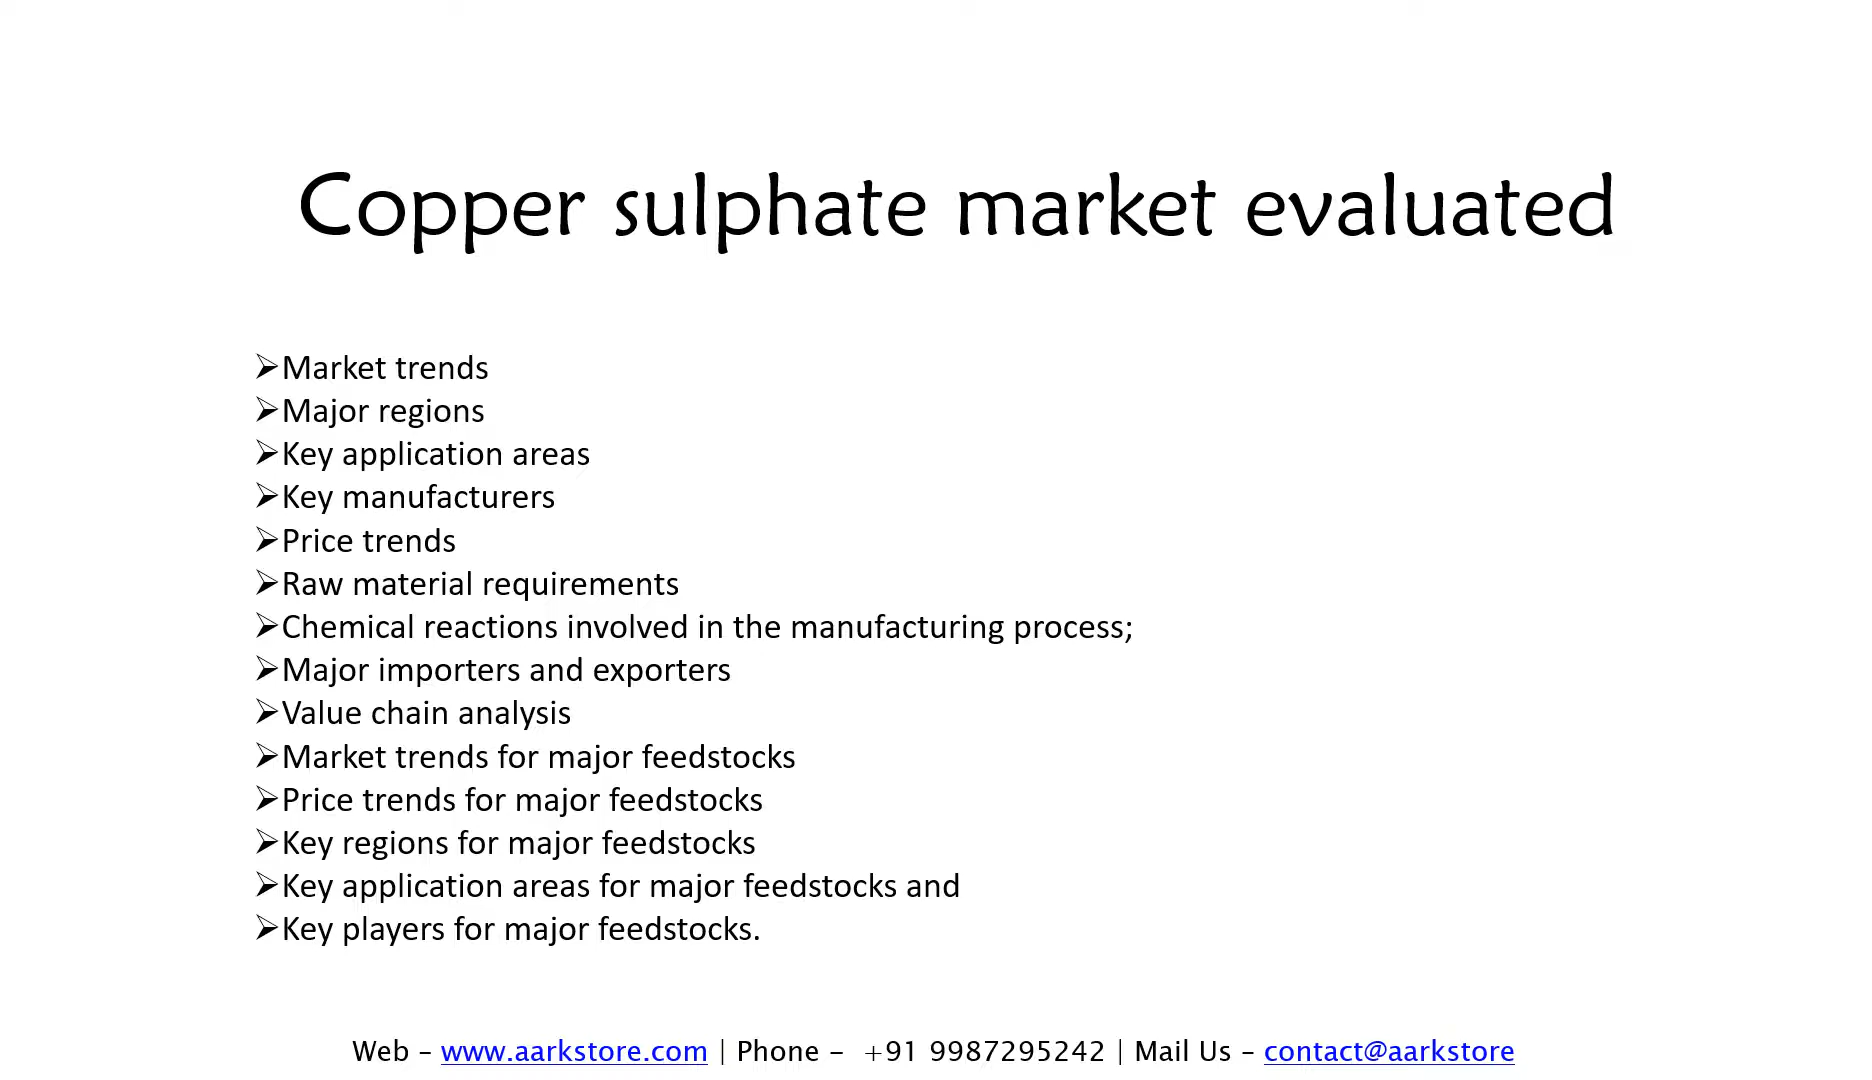 Copper sulphate market evaluated
➢Market trends
➢Major regions
➢Key application areas
➢Key manufacturers
➢Price trends
➢Raw material requirements
➢Chemical reactions involved in the manufacturing process;
➢Major importers and exporters
➢Value chain analysis
➢Market trends for major feedstocks
➢Price trends for major feedstocks
➢Key regions for major feedstocks
➢Key application areas for major feedstocks and
➢Key players for major feedstocks.
Web – www.aarkstore.com | Phone – +91 9987295242 | Mail Us – contact@aarkstore